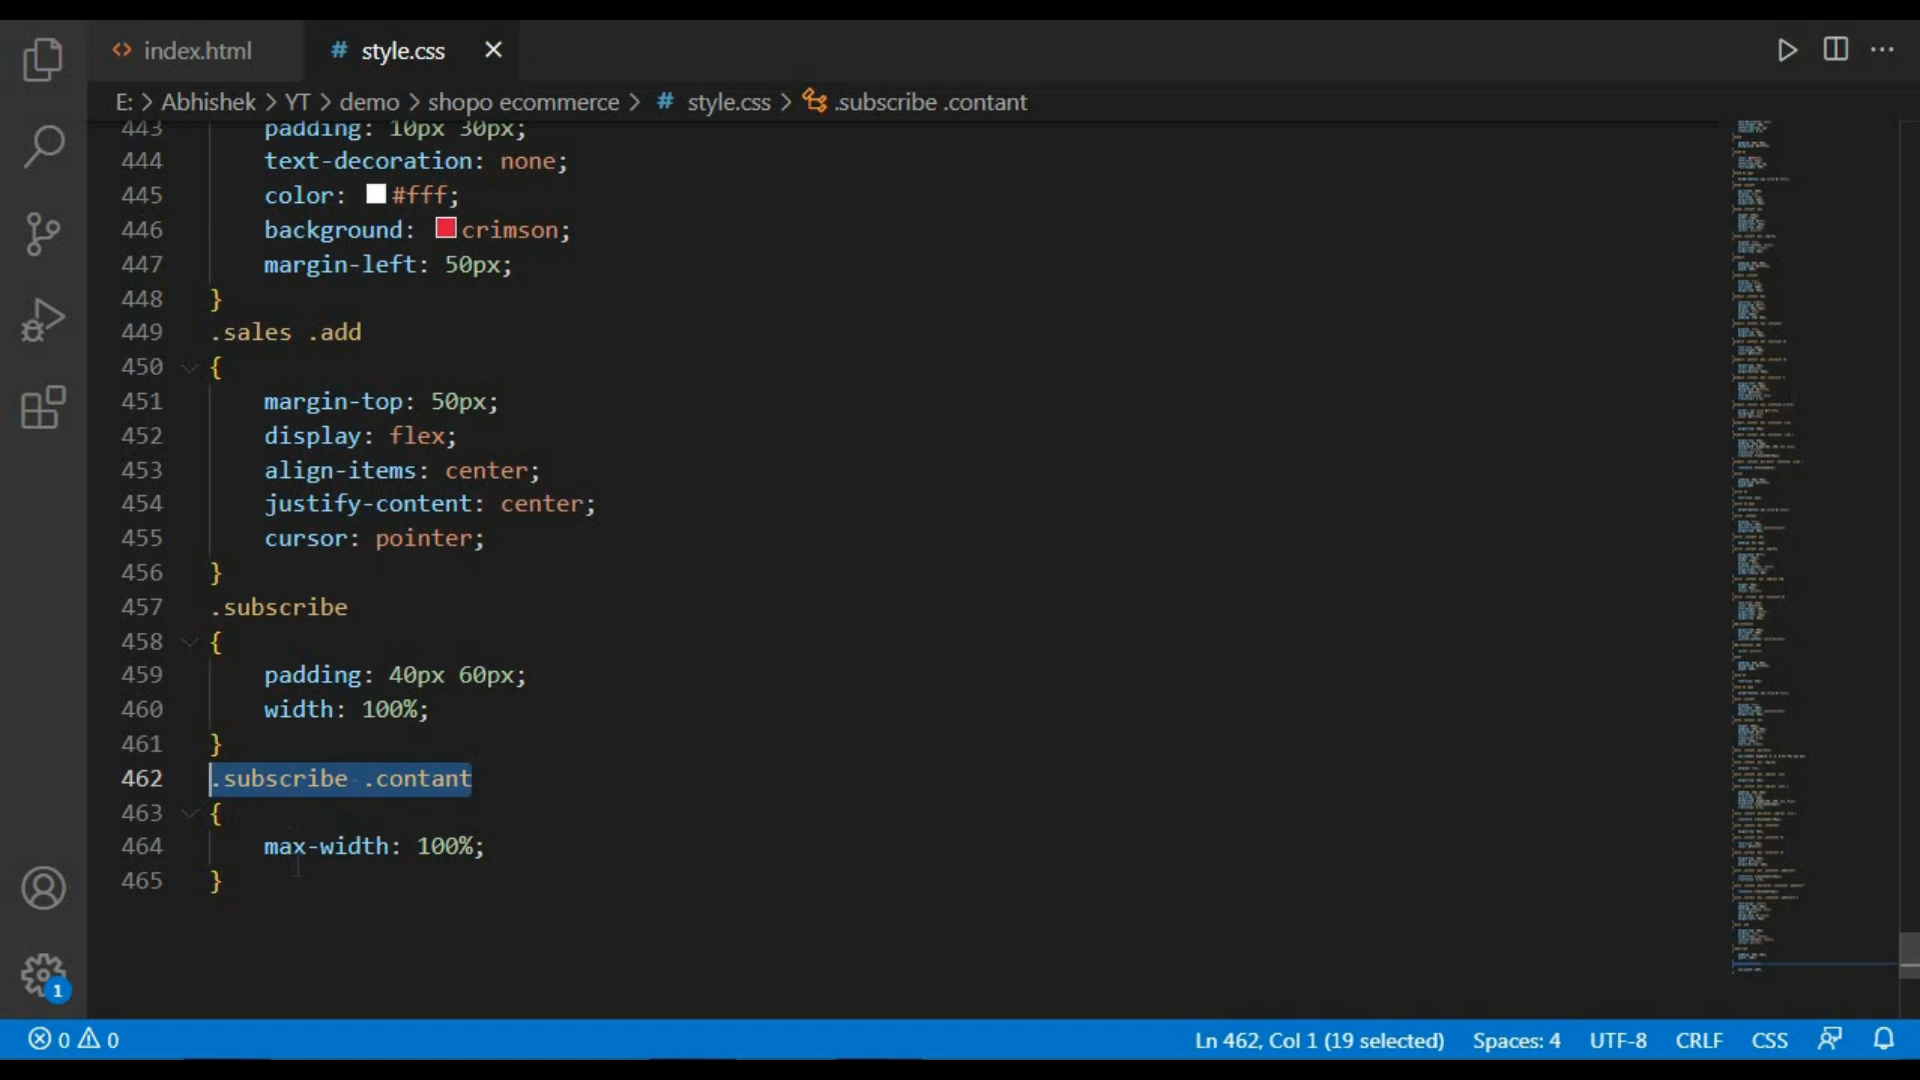 index.html
# style.css
E: > Abhishek > YT > demo > shopo ecommerce > # style.css > .subscribe .contant
443 padding: 10px 30px;
444 text-decoration: none;
445 color: #fff;
446 background: crimson;
447 margin-left: 50px;
448 }
449 .sales .add
450 {
451 margin-top: 50px;
452 display: flex;
453 align-items: center;
454 justify-content: center;
455 cursor: pointer;
456 }
457 .subscribe
458 {
459 padding: 40px 60px;
460 width: 100%;
461 }
462 .subscribe .contant
463 {
464 max-width: 100%;
465 }
1
0 0 Ln 462, Col 1 (19 selected) Spaces: 4 UTF-8 CRLF CSS